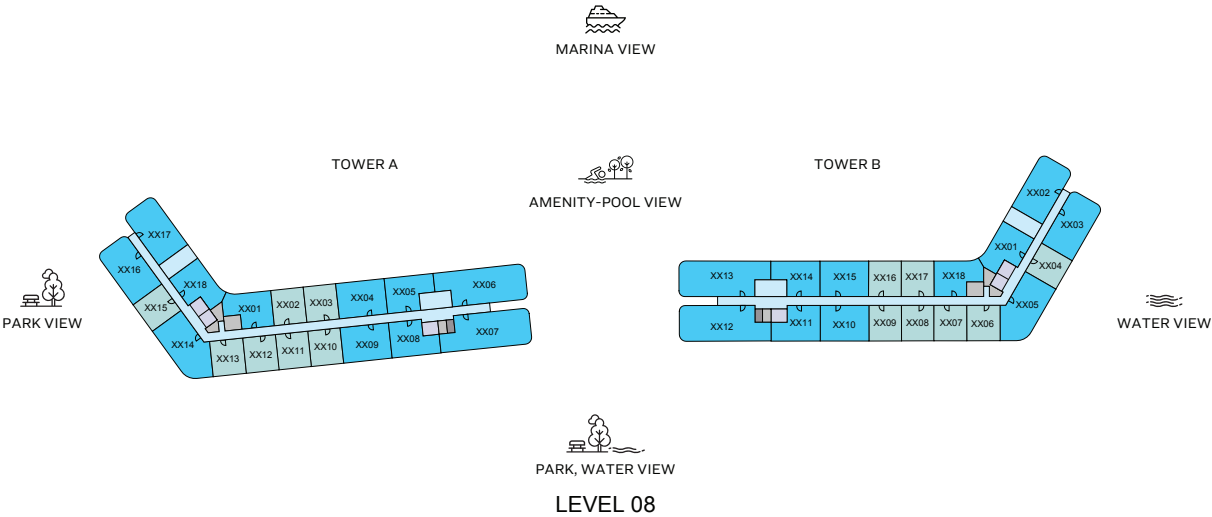 MARINA VIEW
TOWER A
TOWER B
AMENITY-POOL VIEW
PARK VIEW
WATER VIEW
XX17
XX16
XX18
XX15
XX14
XX01
XX02
XX03
XX04
XX05
XX06
XX13
XX12
XX11
XX10
XX09
XX08
XX07
XX02
XX03
XX01
XX04
XX05
XX13
XX14
XX15
XX16
XX17
XX18
XX12
XX11
XX10
XX09
XX08
XX07
XX06
PARK, WATER VIEW
LEVEL 08